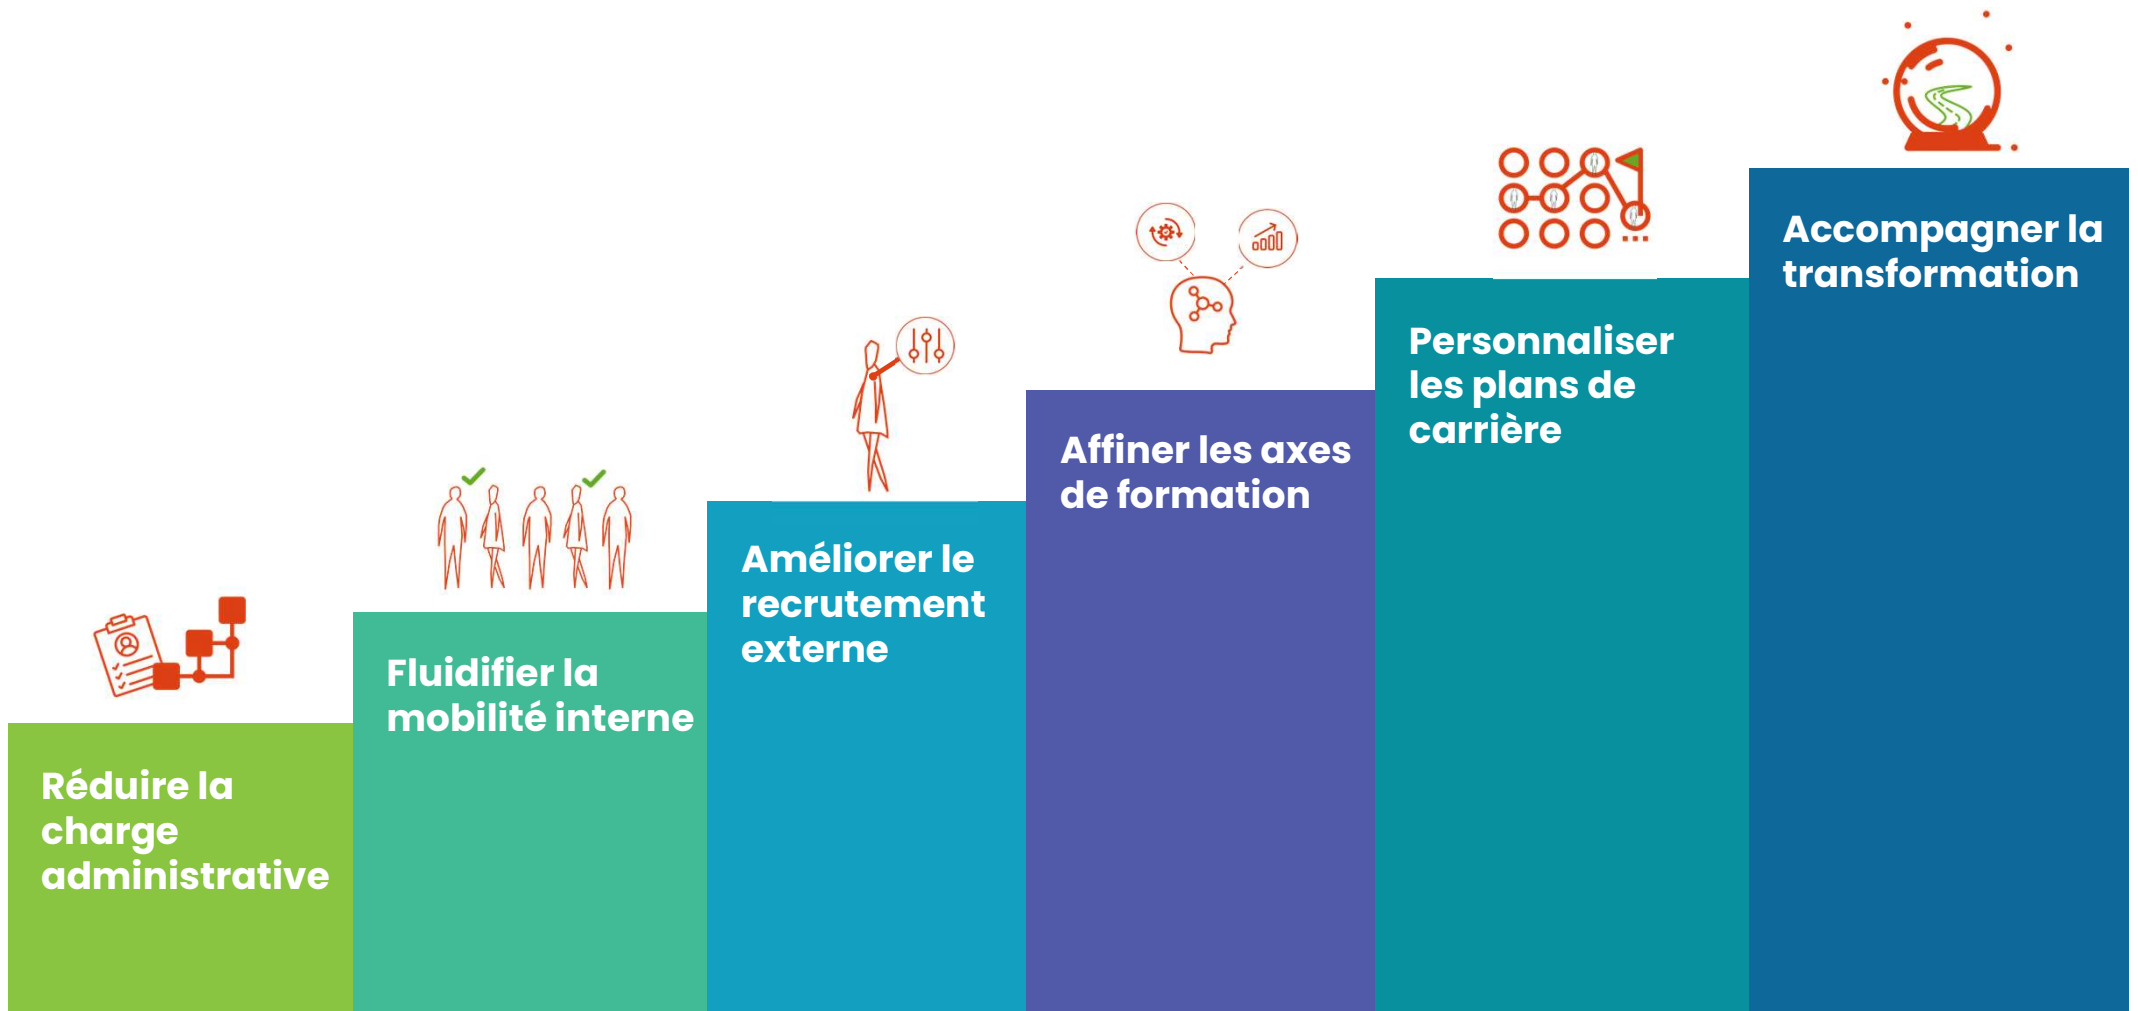 Réduire la
charge
administrative
Fluidifier la
mobilité interne
Améliorer le
recrutement
externe
Affiner les axes
de formation
Personnaliser
les plans de
carrière
Accompagner la
transformation